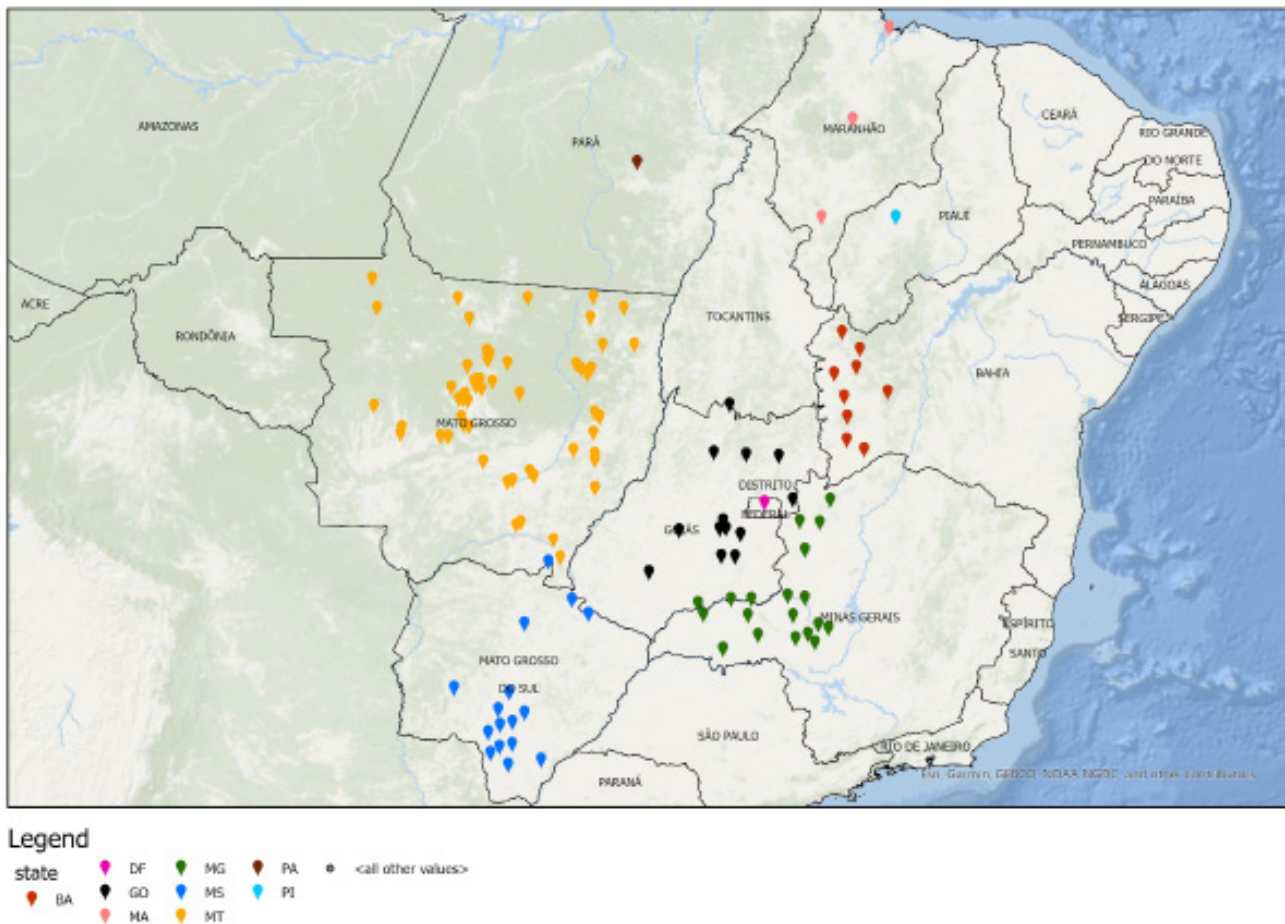 AMAZONAS
PARÁ
MARANHÃO
CEARÁ
RIO GRANDE
DO NORTE
PARAÍBA
PIAUÍ
PERNAMBUCO
ALAGOAS
SERGIPE
ACRE
RONDÔNIA
TOCANTINS
BAHIA
MATO GROSSO
DISTRITO
FEDERAL
GOIÁS
MINAS GERAIS
ESPÍRITO
SANTO
MATO GROSSO
DO SUL
SÃO PAULO
RIO DE JANEIRO
PARANÁ
Esri, Garmin, GEBCO, NOAA NGDC, and other contributors
Legend
state
BA
DF
GO
MA
MG
MS
MT
PA
PI
<all other values>